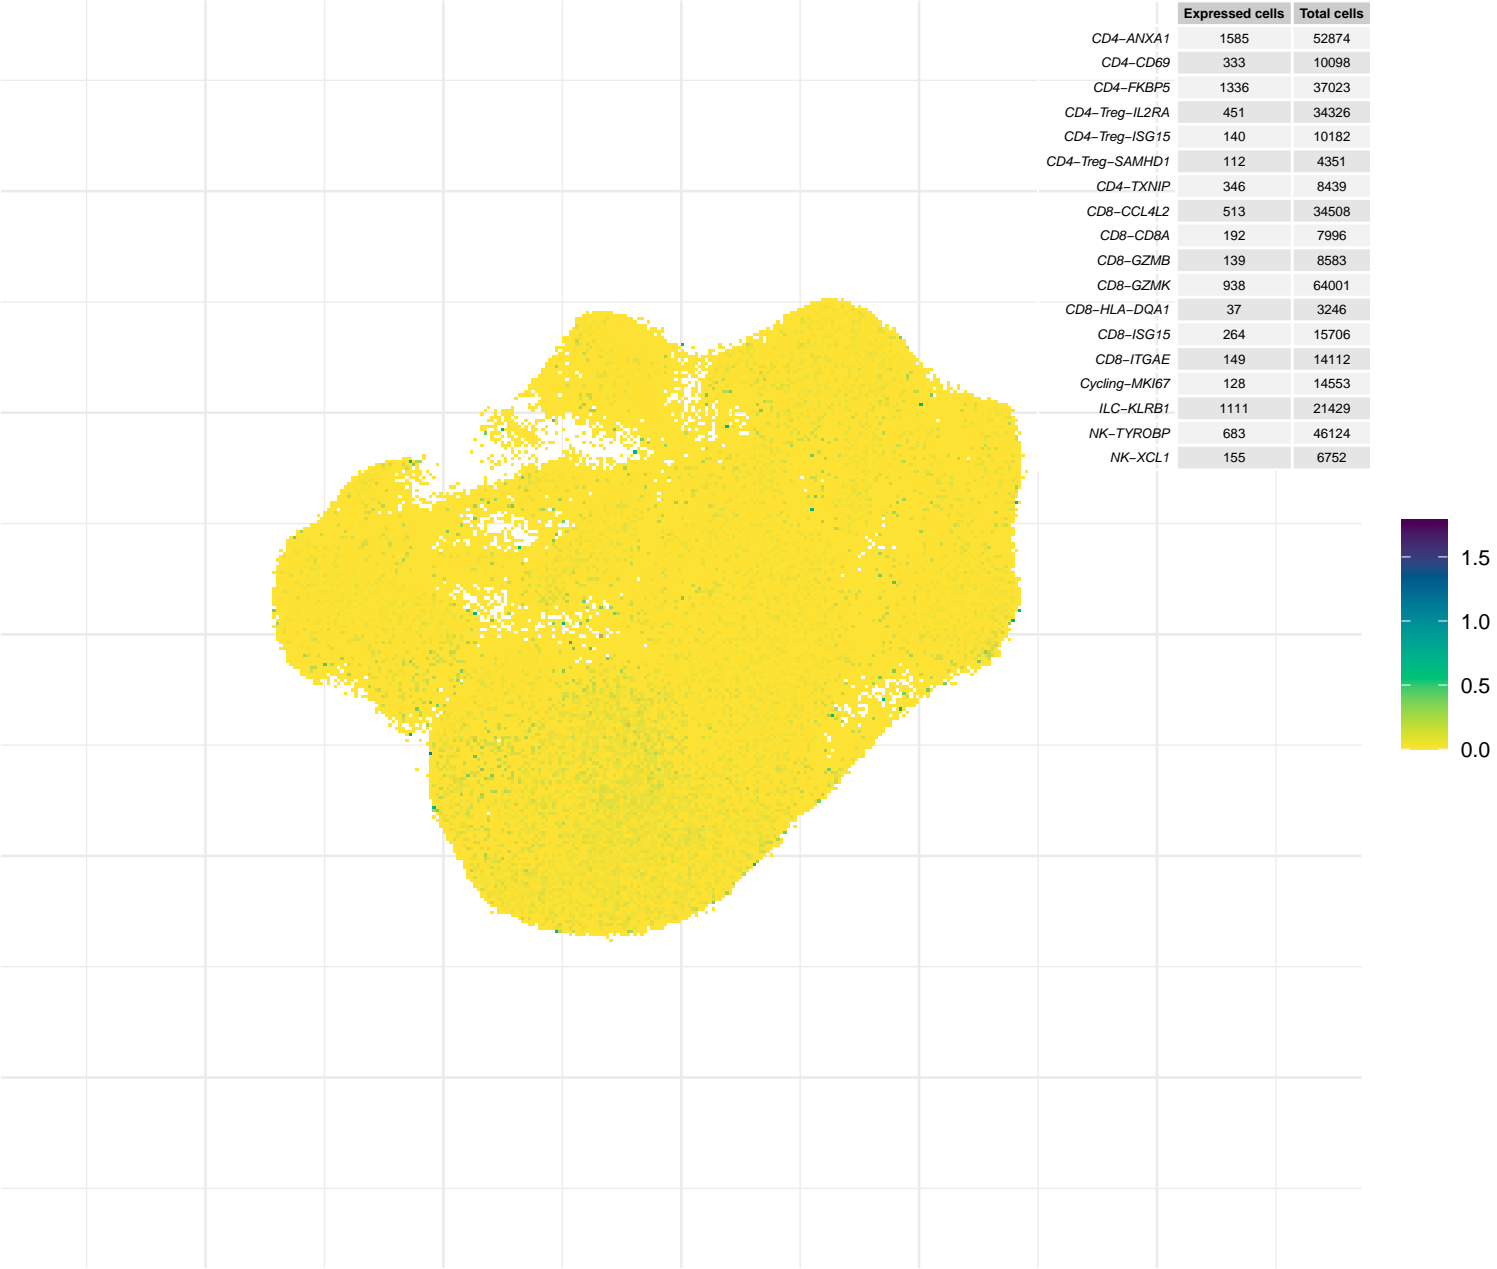 Expressed cells Total cells
CD4−ANXA1 1585 52874
CD4−CD69 333 10098
CD4−FKBP5 1336 37023
CD4−Treg−IL2RA 451 34326
CD4−Treg−ISG15 140 10182
CD4−Treg−SAMHD1 112 4351
CD4−TXNIP 346 8439
CD8−CCL4L2 513 34508
CD8−CD8A 192 7996
CD8−GZMB 139 8583
CD8−GZMK 938 64001
CD8−HLA−DQA1 37 3246
CD8−ISG15 264 15706
CD8−ITGAE 149 14112
Cycling−MKI67 128 14553
ILC−KLRB1 1111 21429
NK−TYROBP 683 46124
NK−XCL1 155 6752
1.5
1.0
0.5
0.0